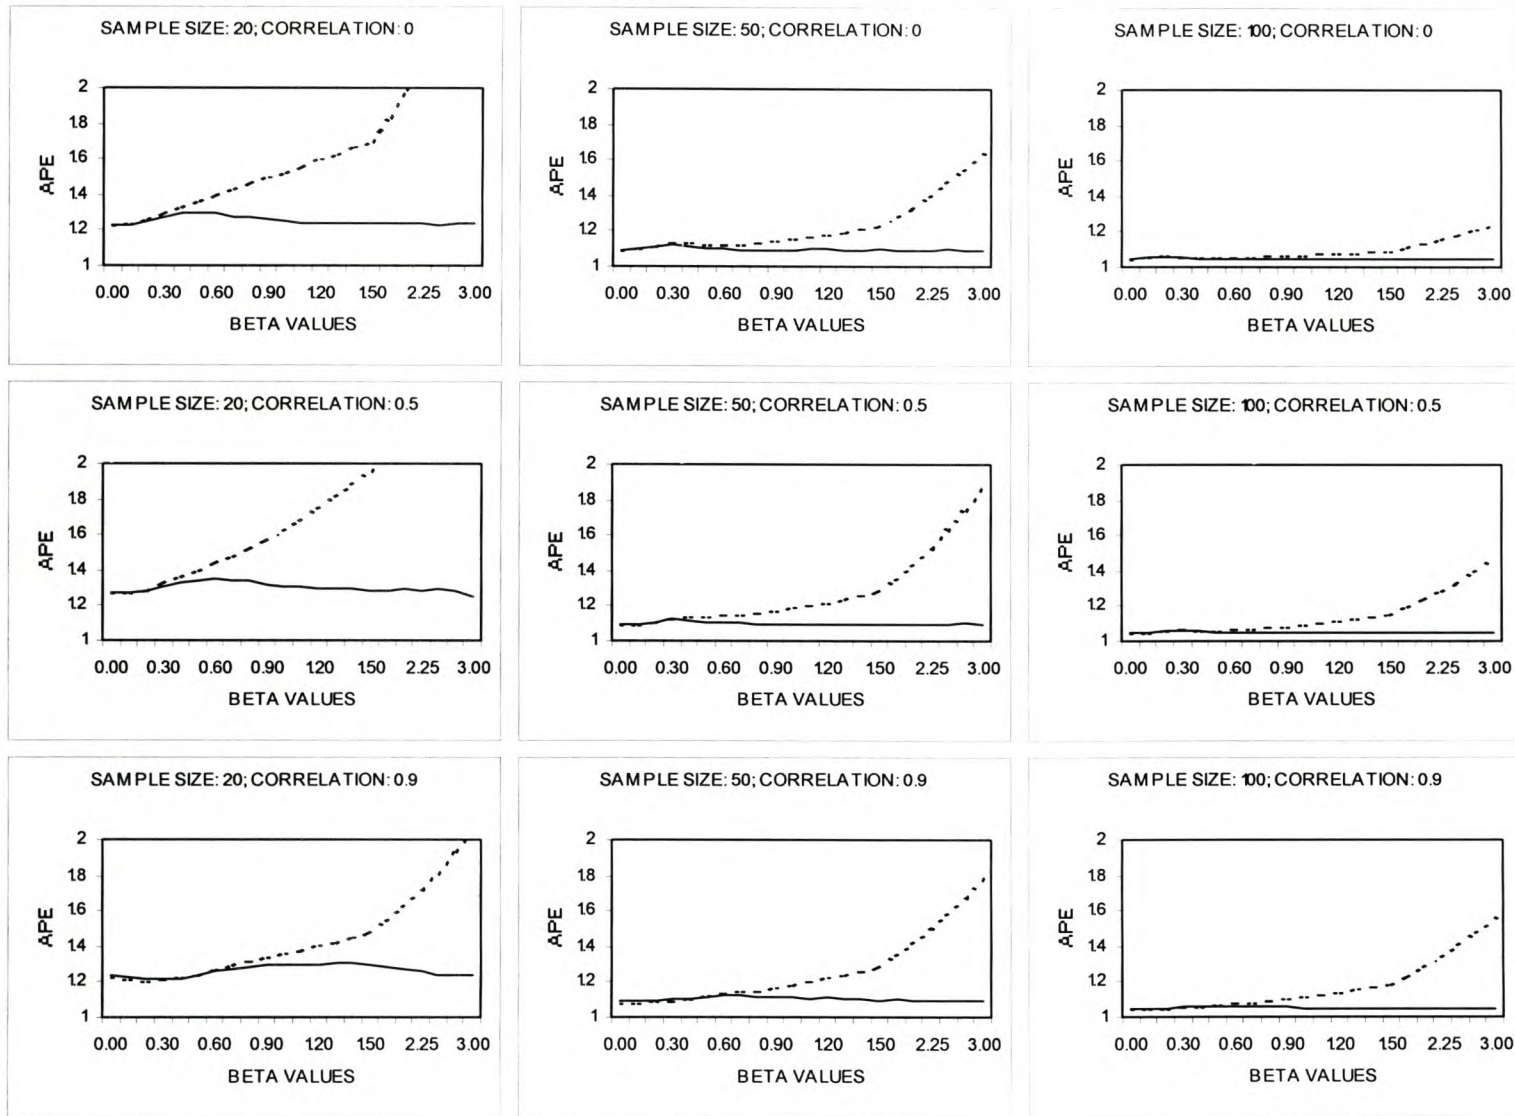 SAMPLE SIZE: 20; CORRELATION: 0
2
1.8
1.6
1.4
1.2
1
APE
0.00 0.30 0.60 0.90 1.20 1.50 2.25 3.00
BETA VALUES
SAMPLE SIZE: 50; CORRELATION: 0
2
1.8
1.6
1.4
1.2
1
APE
0.00 0.30 0.60 0.90 1.20 1.50 2.25 3.00
BETA VALUES
SAMPLE SIZE: 100; CORRELATION: 0
2
1.8
1.6
1.4
1.2
1
APE
0.00 0.30 0.60 0.90 1.20 1.50 2.25 3.00
BETA VALUES
SAMPLE SIZE: 20; CORRELATION: 0.5
2
1.8
1.6
1.4
1.2
1
APE
0.00 0.30 0.60 0.90 1.20 1.50 2.25 3.00
BETA VALUES
SAMPLE SIZE: 50; CORRELATION: 0.5
2
1.8
1.6
1.4
1.2
1
APE
0.00 0.30 0.60 0.90 1.20 1.50 2.25 3.00
BETA VALUES
SAMPLE SIZE: 100; CORRELATION: 0.5
2
1.8
1.6
1.4
1.2
1
APE
0.00 0.30 0.60 0.90 1.20 1.50 2.25 3.00
BETA VALUES
SAMPLE SIZE: 20; CORRELATION: 0.9
2
1.8
1.6
1.4
1.2
1
APE
0.00 0.30 0.60 0.90 1.20 1.50 2.25 3.00
BETA VALUES
SAMPLE SIZE: 50; CORRELATION: 0.9
2
1.8
1.6
1.4
1.2
1
APE
0.00 0.30 0.60 0.90 1.20 1.50 2.25 3.00
BETA VALUES
SAMPLE SIZE: 100; CORRELATION: 0.9
2
1.8
1.6
1.4
1.2
1
APE
0.00 0.30 0.60 0.90 1.20 1.50 2.25 3.00
BETA VALUES